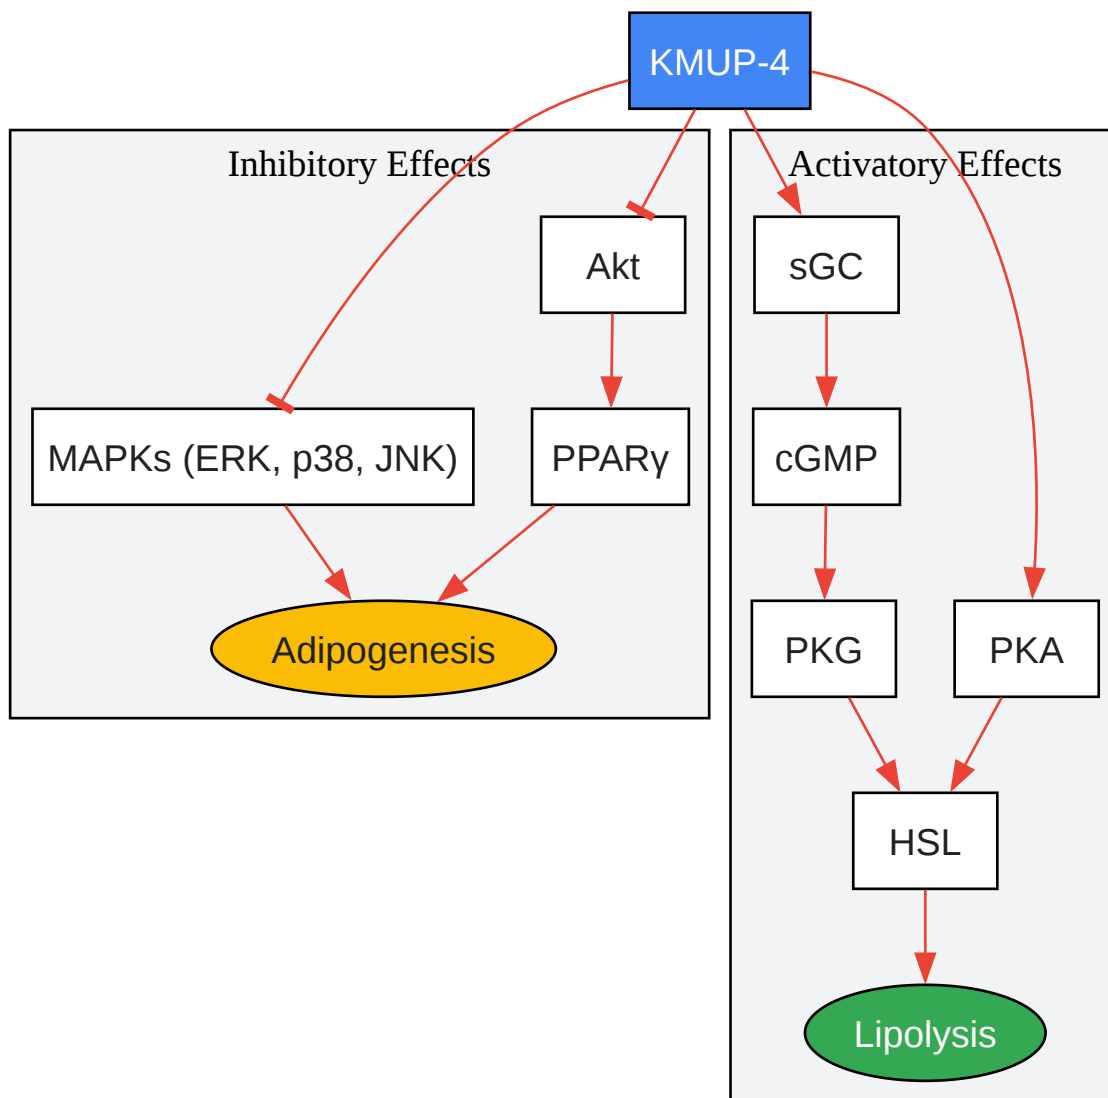 KMUP-4
Inhibitory Effects
Activatory Effects
Akt
sGC
MAPKs (ERK, p38, JNK)
PPARγ
cGMP
Adipogenesis
PKG
PKA
HSL
Lipolysis